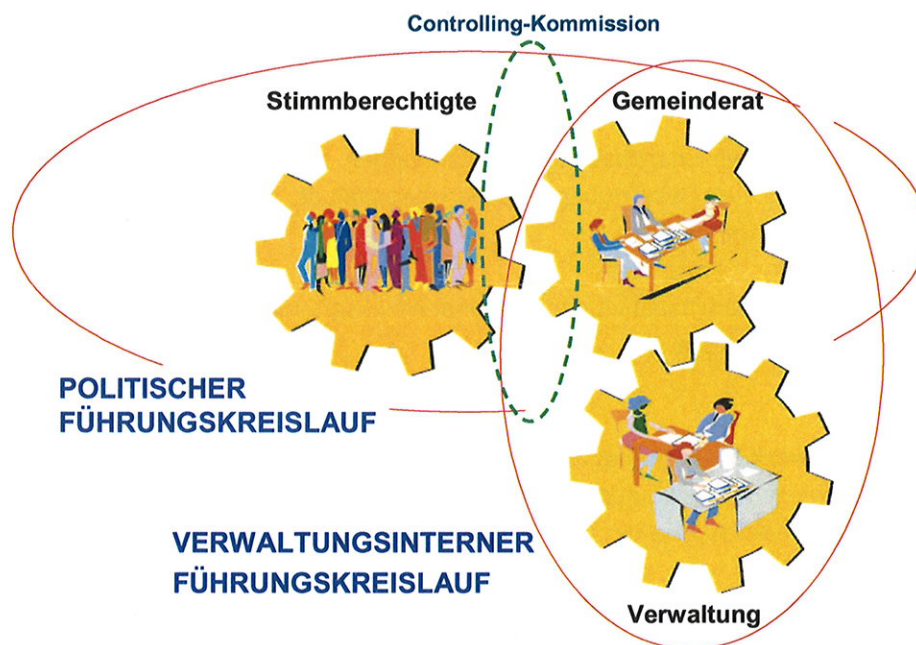 Controlling-Kommission
Stimmberechtigte
Gemeinderat
POLITISCHER
FÜHRUNGSKREISLAUF
VERWALTUNGSINTERNER
FÜHRUNGSKREISLAUF
Verwaltung